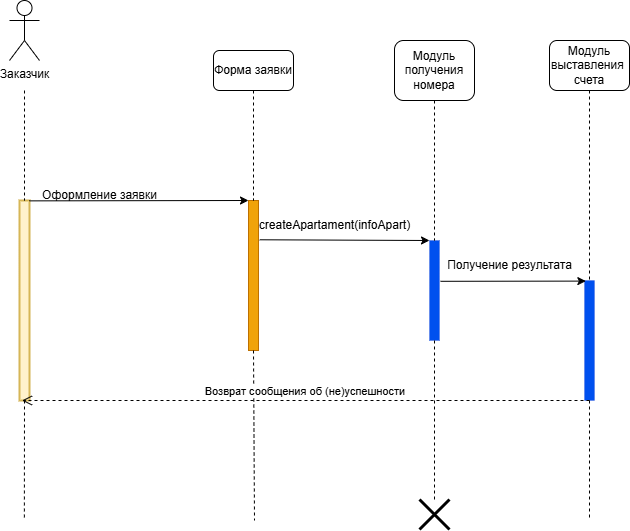 Заказчик
Форма заявки
Модуль
получения
номера
Модуль
выставления
счета
Оформление заявки
createApartament(infoApart)
Получение результата
Возврат сообщения об (не)успешности